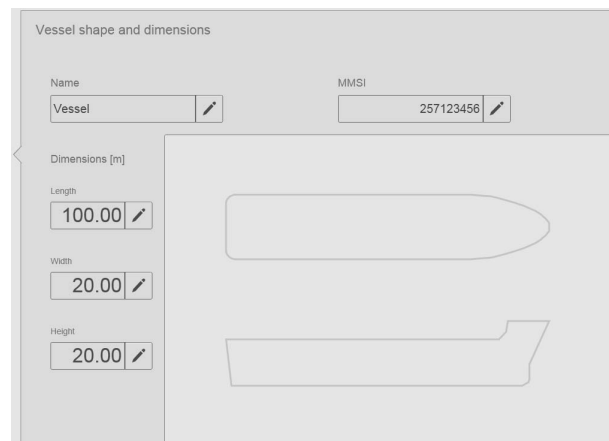 Vessel shape and dimensions
Name
MMSI
Vessel
257123456
Dimensions [m]
Length
100.00
Width
20.00
Height
20.00